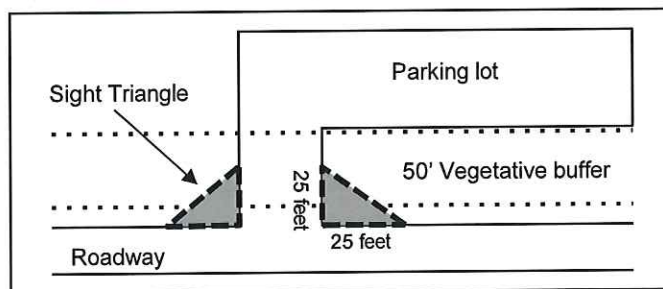 Parking lot
Sight Triangle
50' Vegetative buffer
25 feet
25 feet
Roadway